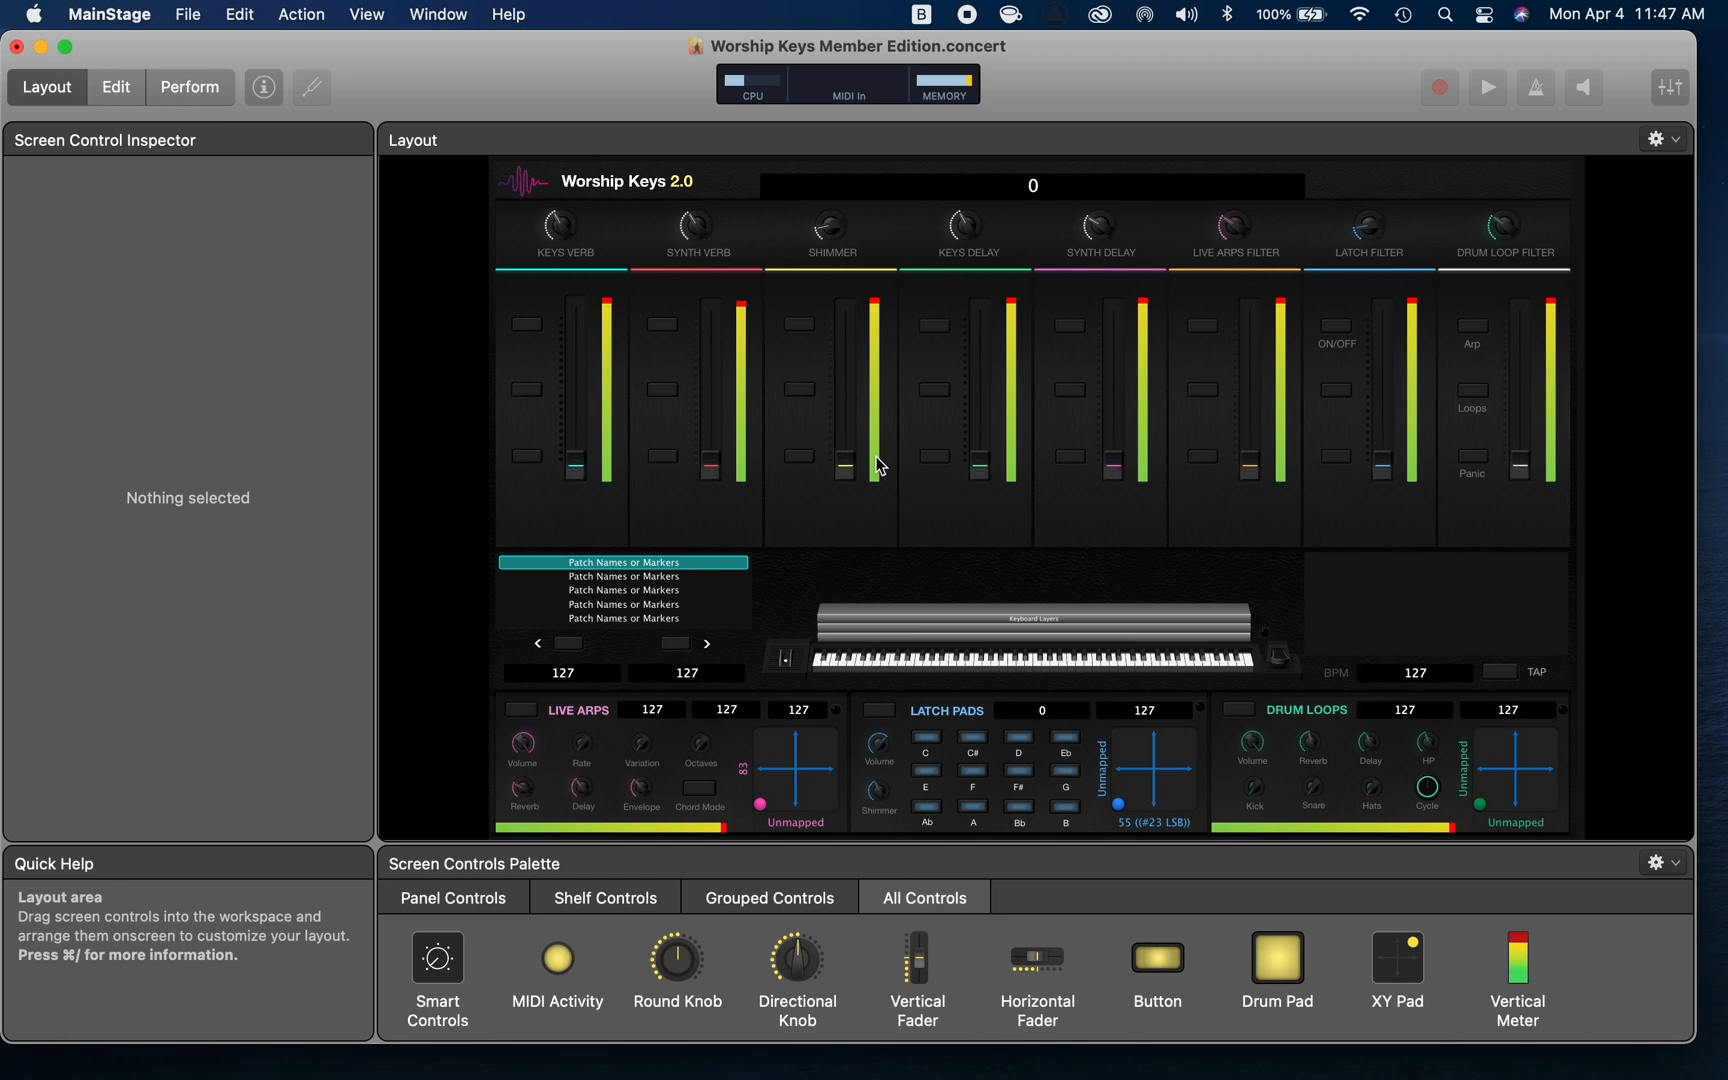 MainStage File Edit Action View Window Help B 100% Mon Apr 4 11:47 AM
Worship Keys Member Edition.concert
Layout Edit Perform
CPU MIDI In MEMORY
Screen Control Inspector
Layout
Worship Keys 2.0 0
KEYS VERB SYNTH VERB SHIMMER KEYS DELAY SYNTH DELAY LIVE ARPS FILTER LATCH FILTER DRUM LOOP FILTER
ON/OFF Arp
Loops
Panic
Nothing selected
Patch Names or Markers
Patch Names or Markers
Patch Names or Markers
Patch Names or Markers
Patch Names or Markers
Keyboard Layers
< >
127 127 BPM 127 TAP
LIVE ARPS 127 127 127
Volume Rate Variation Octaves
Reverb Delay Envelope Chord Mode
83
Unmapped
LATCH PADS 0 127
Volume C C# D Eb
E F F# G
Shimmer Ab A Bb B
Unmapped
55 ((#23 LSB))
DRUM LOOPS 127 127
Volume Reverb Delay HP
Kick Snare Hats Cycle
Unmapped
Unmapped
Quick Help
Layout area
Drag screen controls into the workspace and
arrange them onscreen to customize your layout.
Press ⌘/ for more information.
Screen Controls Palette
Panel Controls Shelf Controls Grouped Controls All Controls
Smart Controls
MIDI Activity
Round Knob
Directional Knob
Vertical Fader
Horizontal Fader
Button
Drum Pad
XY Pad
Vertical Meter